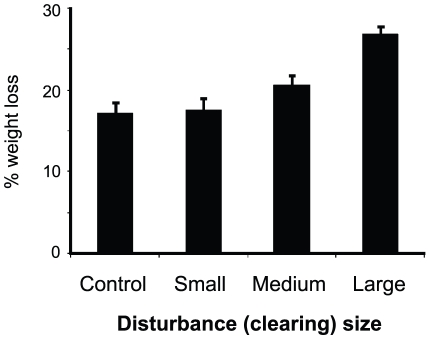 30
20
10
0
% weight loss
Control Small Medium Large
Disturbance (clearing) size